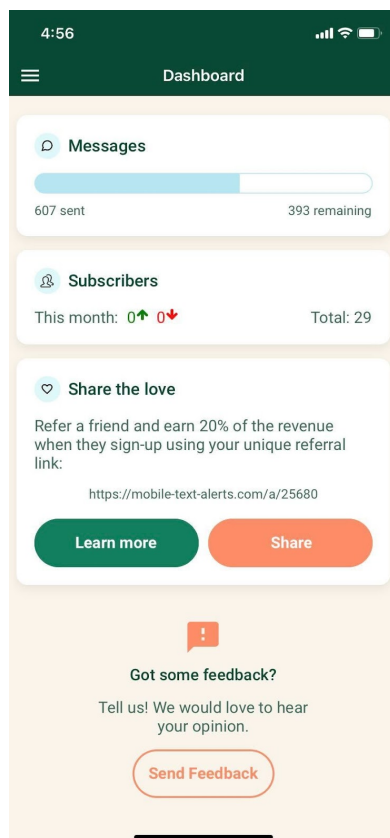 4:56
Dashboard
Messages
607 sent 393 remaining
Subscribers
This month: 0 0 Total: 29
Share the love
Refer a friend and earn 20% of the revenue
when they sign-up using your unique referral
link:
https://mobile-text-alerts.com/a/25680
Learn more Share
Got some feedback?
Tell us! We would love to hear
your opinion.
Send Feedback